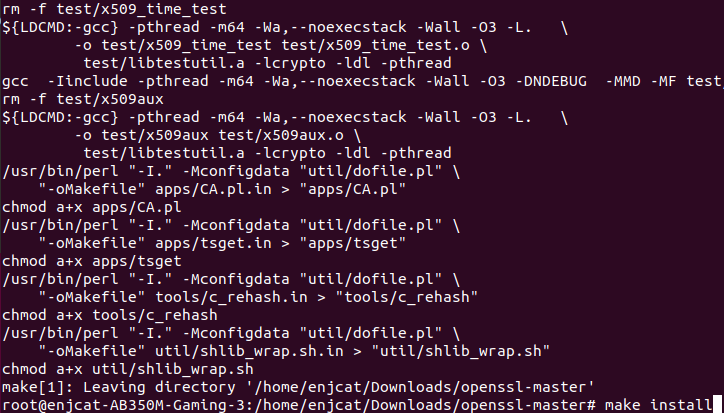 rm -f test/x509_time_test
${LDCMD:-gcc} -pthread -m64 -Wa,--noexecstack -Wall -O3 -L.   \
        -o test/x509_time_test test/x509_time_test.o \
         test/libtestutil.a -lcrypto -ldl -pthread
gcc  -Iinclude -pthread -m64 -Wa,--noexecstack -Wall -O3 -DNDEBUG  -MMD -MF test
rm -f test/x509aux
${LDCMD:-gcc} -pthread -m64 -Wa,--noexecstack -Wall -O3 -L.   \
        -o test/x509aux test/x509aux.o \
         test/libtestutil.a -lcrypto -ldl -pthread
/usr/bin/perl "-I." -Mconfigdata "util/dofile.pl" \
    "-oMakefile" apps/CA.pl.in > "apps/CA.pl"
chmod a+x apps/CA.pl
/usr/bin/perl "-I." -Mconfigdata "util/dofile.pl" \
    "-oMakefile" apps/tsget.in > "apps/tsget"
chmod a+x apps/tsget
/usr/bin/perl "-I." -Mconfigdata "util/dofile.pl" \
    "-oMakefile" tools/c_rehash.in > "tools/c_rehash"
chmod a+x tools/c_rehash
/usr/bin/perl "-I." -Mconfigdata "util/dofile.pl" \
    "-oMakefile" util/shlib_wrap.sh.in > "util/shlib_wrap.sh"
chmod a+x util/shlib_wrap.sh
make[1]: Leaving directory '/home/enjcat/Downloads/openssl-master'
root@enjcat-AB350M-Gaming-3:/home/enjcat/Downloads/openssl-master# make install